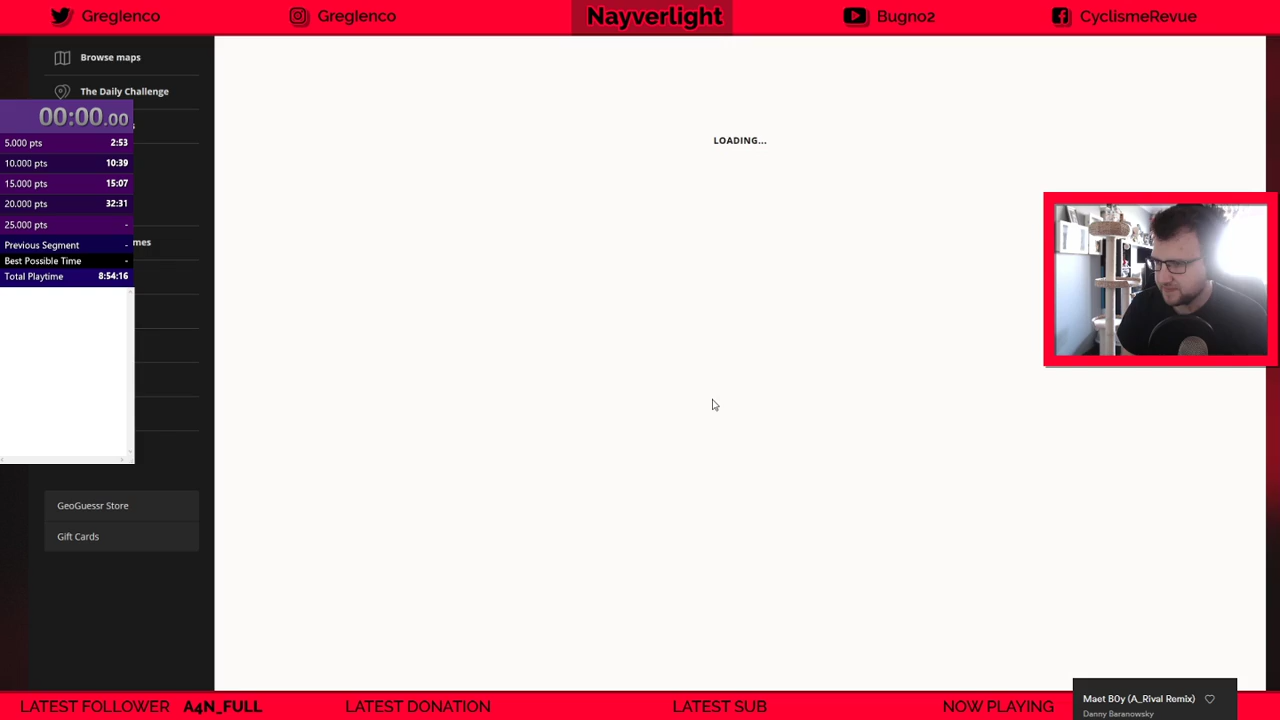 Greglenco
Greglenco
Nayverlight
Bugno2
CyclismeRevue
Browse maps
The Daily Challenge
00:00.00
5.000 pts 2:53
10.000 pts 10:39
15.000 pts 15:07
20.000 pts 32:31
25.000 pts -
Previous Segment -
Best Possible Time -
Total Playtime 8:54:16
LOADING...
GeoGuessr Store
Gift Cards
LATEST FOLLOWER A4N_FULL
LATEST DONATION
LATEST SUB
NOW PLAYING
Maet B0y (A_Rival Remix)
Danny Baranowsky